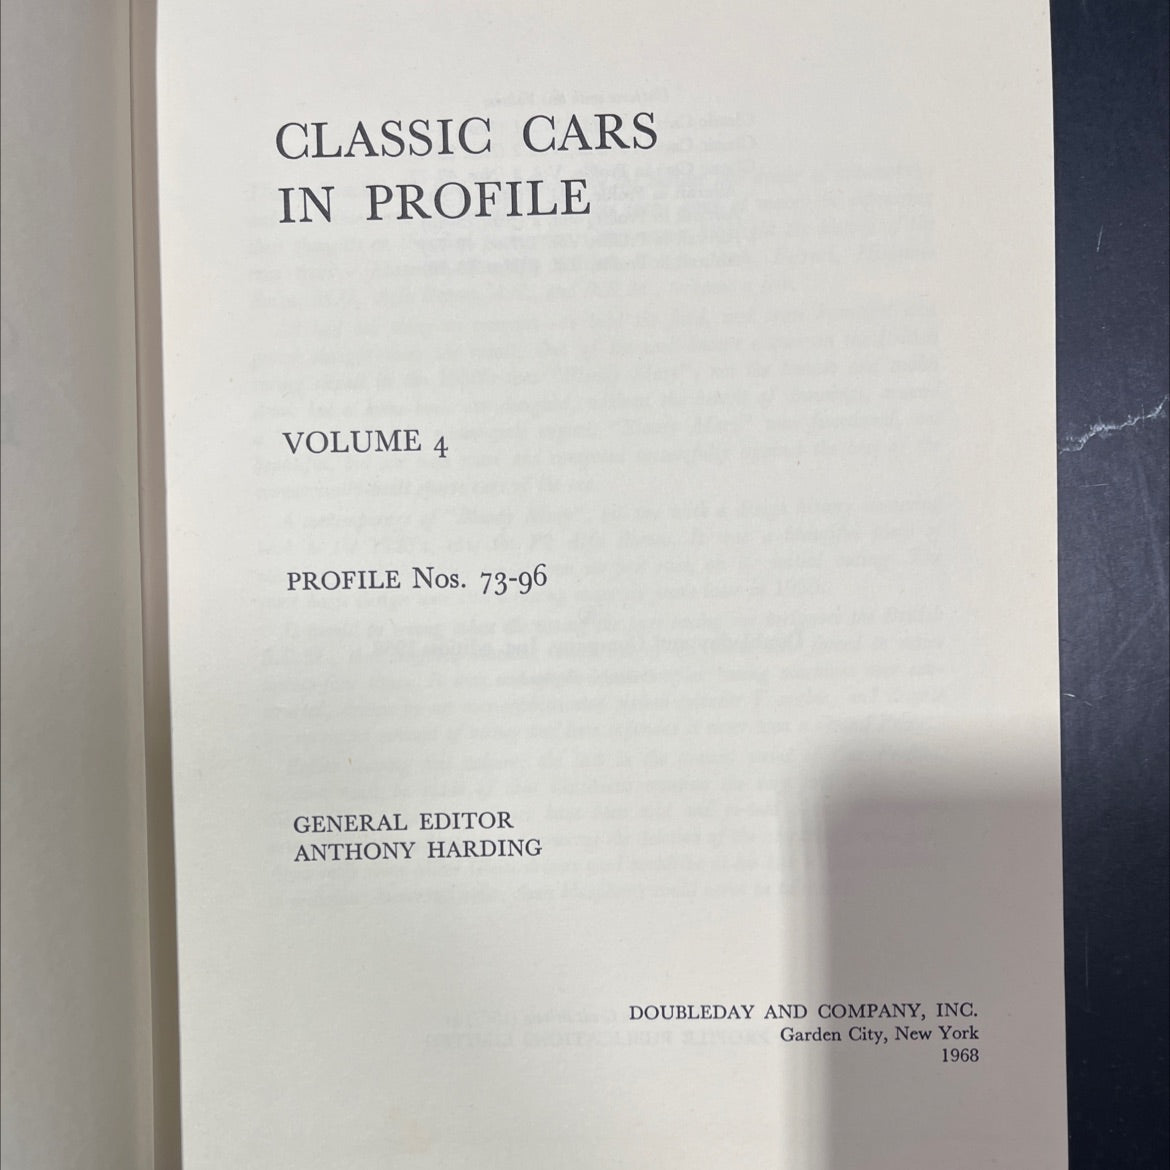 CLASSIC CARS
IN PROFILE
VOLUME 4
PROFILE Nos. 73-96
GENERAL EDITOR
ANTHONY HARDING
DOUBLEDAY AND COMPANY, INC.
Garden City, New York
1968